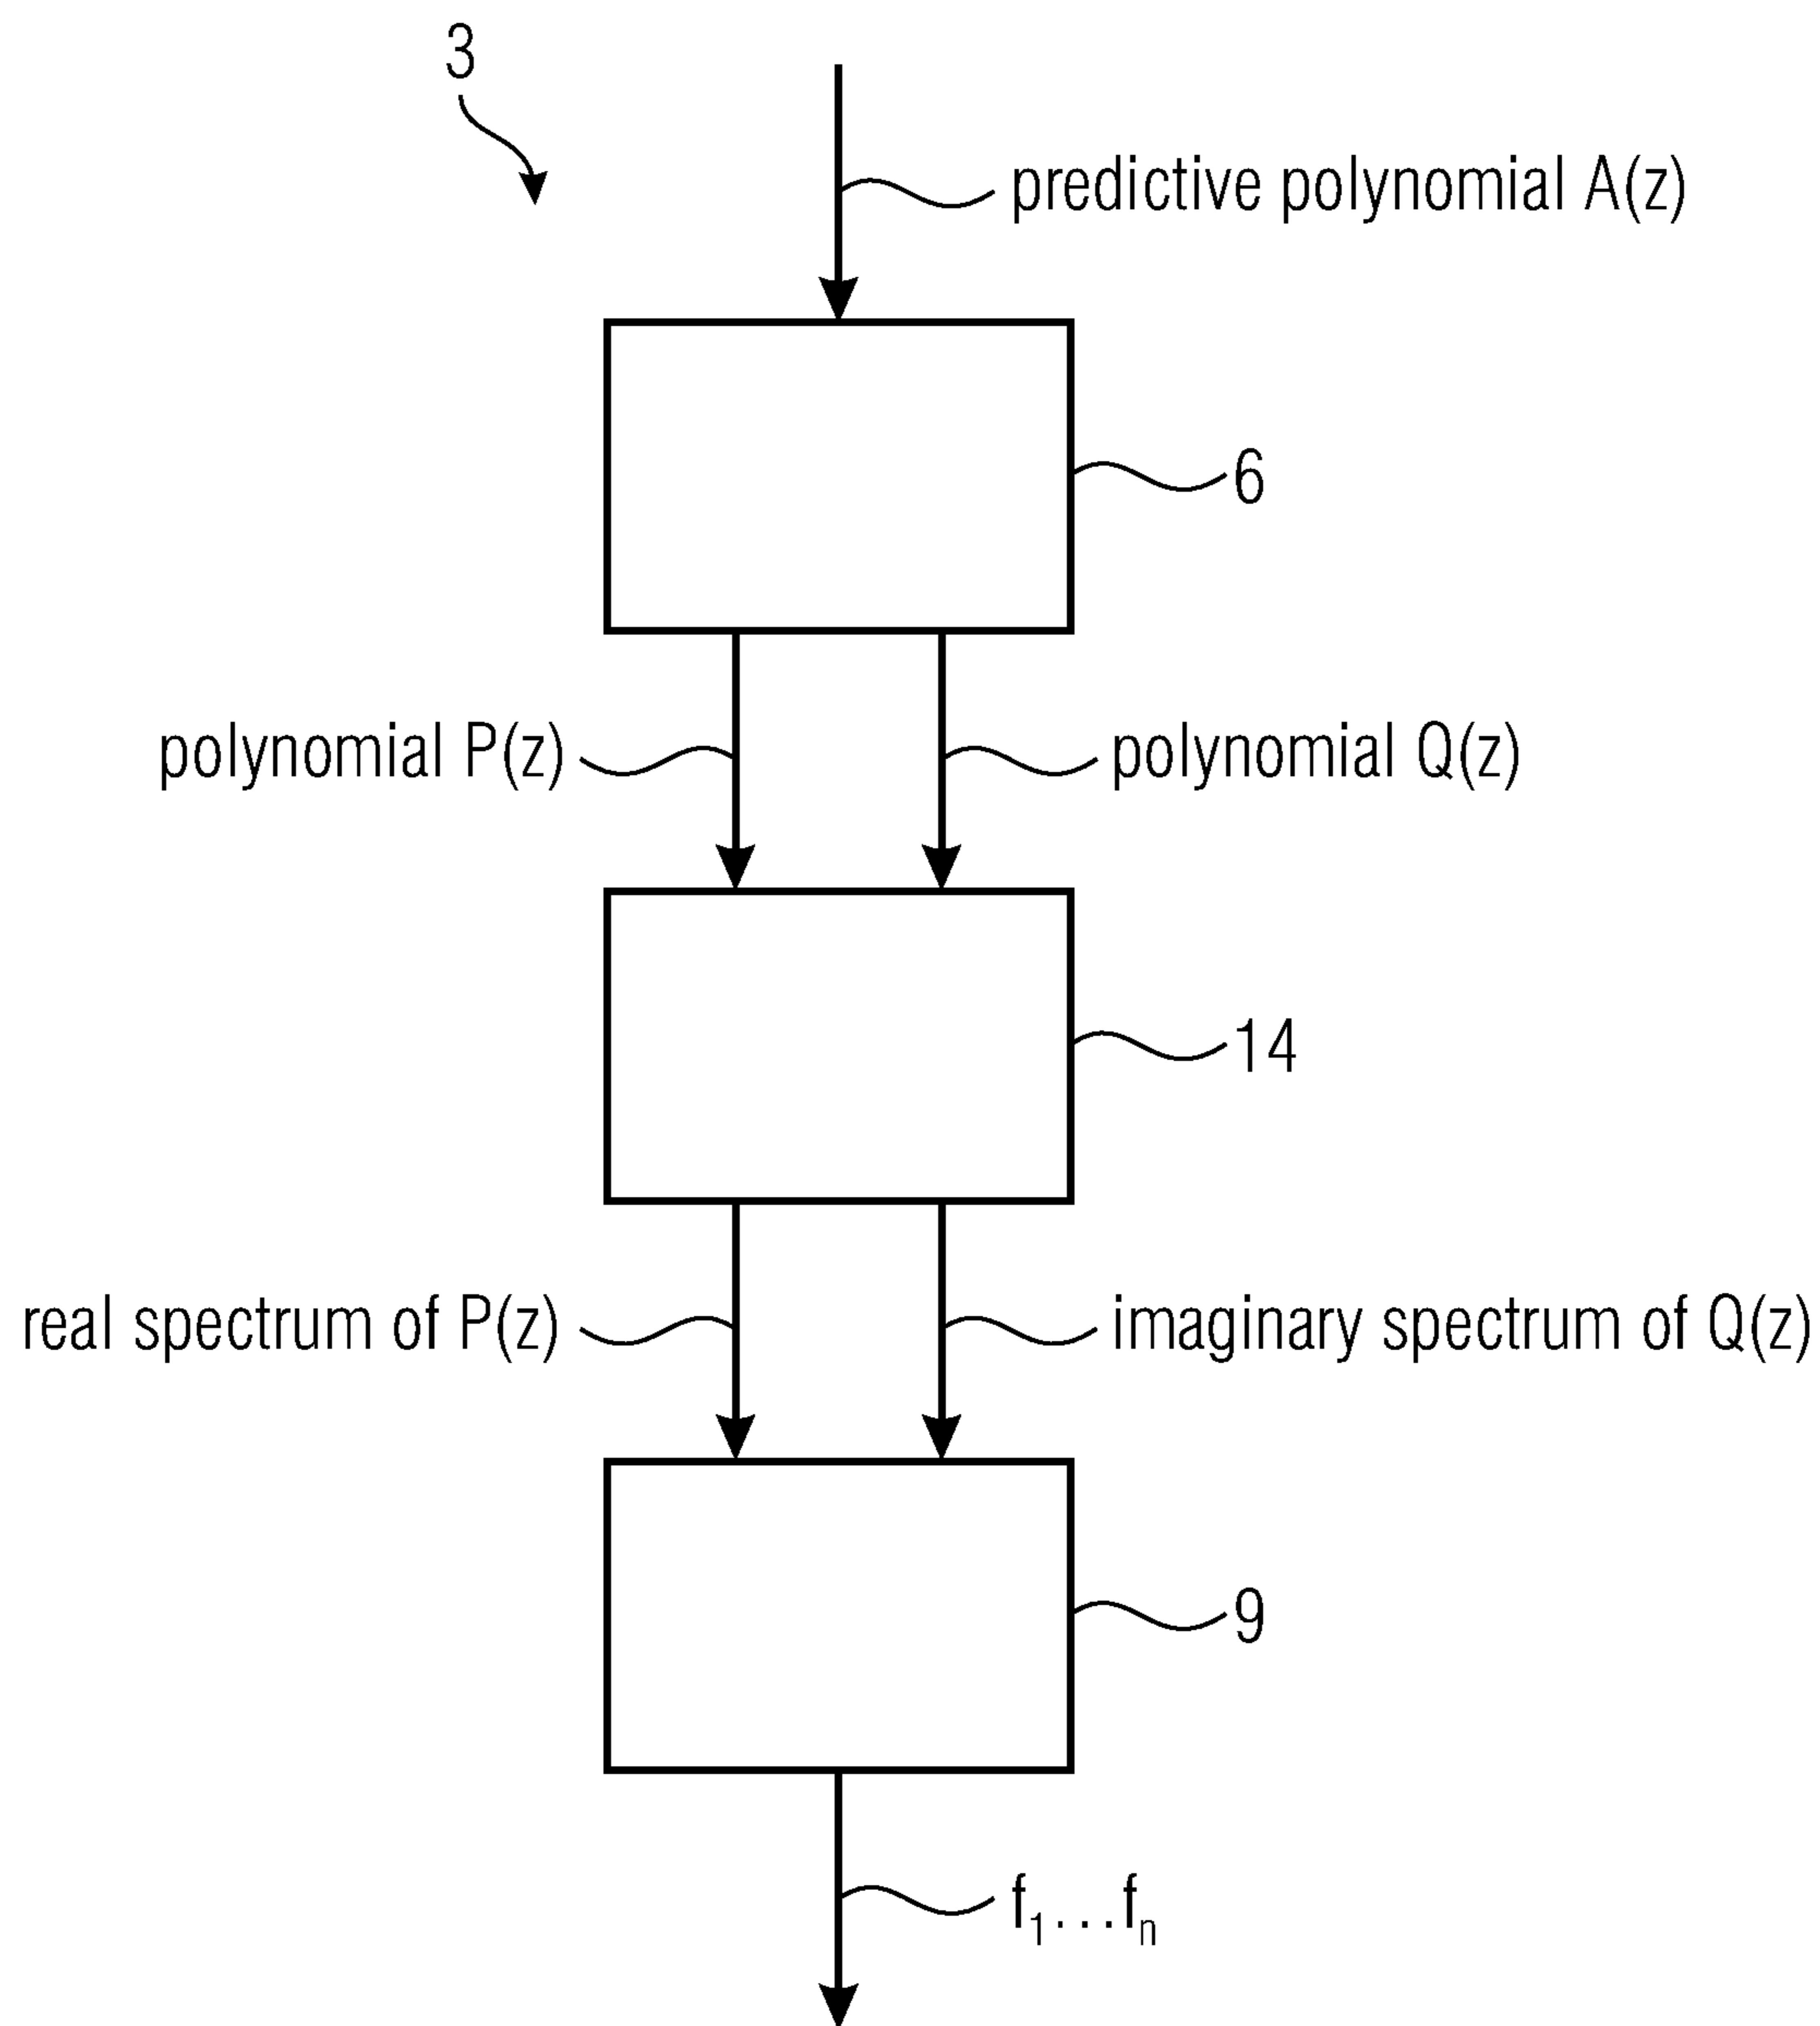 3
predictive polynomial A(z)
6
polynomial P(z)
polynomial Q(z)
14
real spectrum of P(z)
imaginary spectrum of Q(z)
9
f₁...fₙ